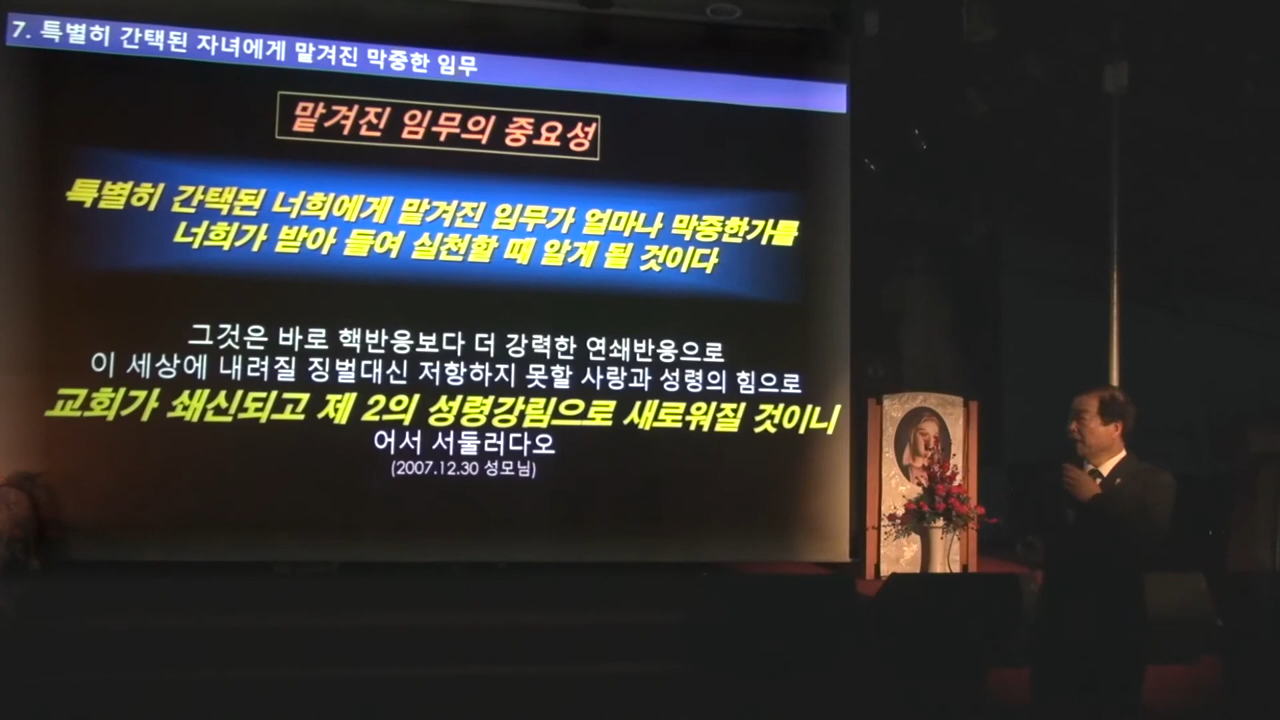 7. 특별히 간택된 자녀에게 맡겨진 막중한 임무
맡겨진 임무의 중요성
특별히 간택된 너희에게 맡겨진 임무가 얼마나 막중한가를
너희가 받아 들여 실천할 때 알게 될 것이다
그것은 바로 핵반응보다 더 강력한 연쇄반응으로
이 세상에 내려질 징벌대신 저항하지 못할 사랑과 성령의 힘으로
교회가 쇄신되고 제 2의 성령강림으로 새로워질 것이니
어서 서둘러다오
(2007.12.30 성모님)